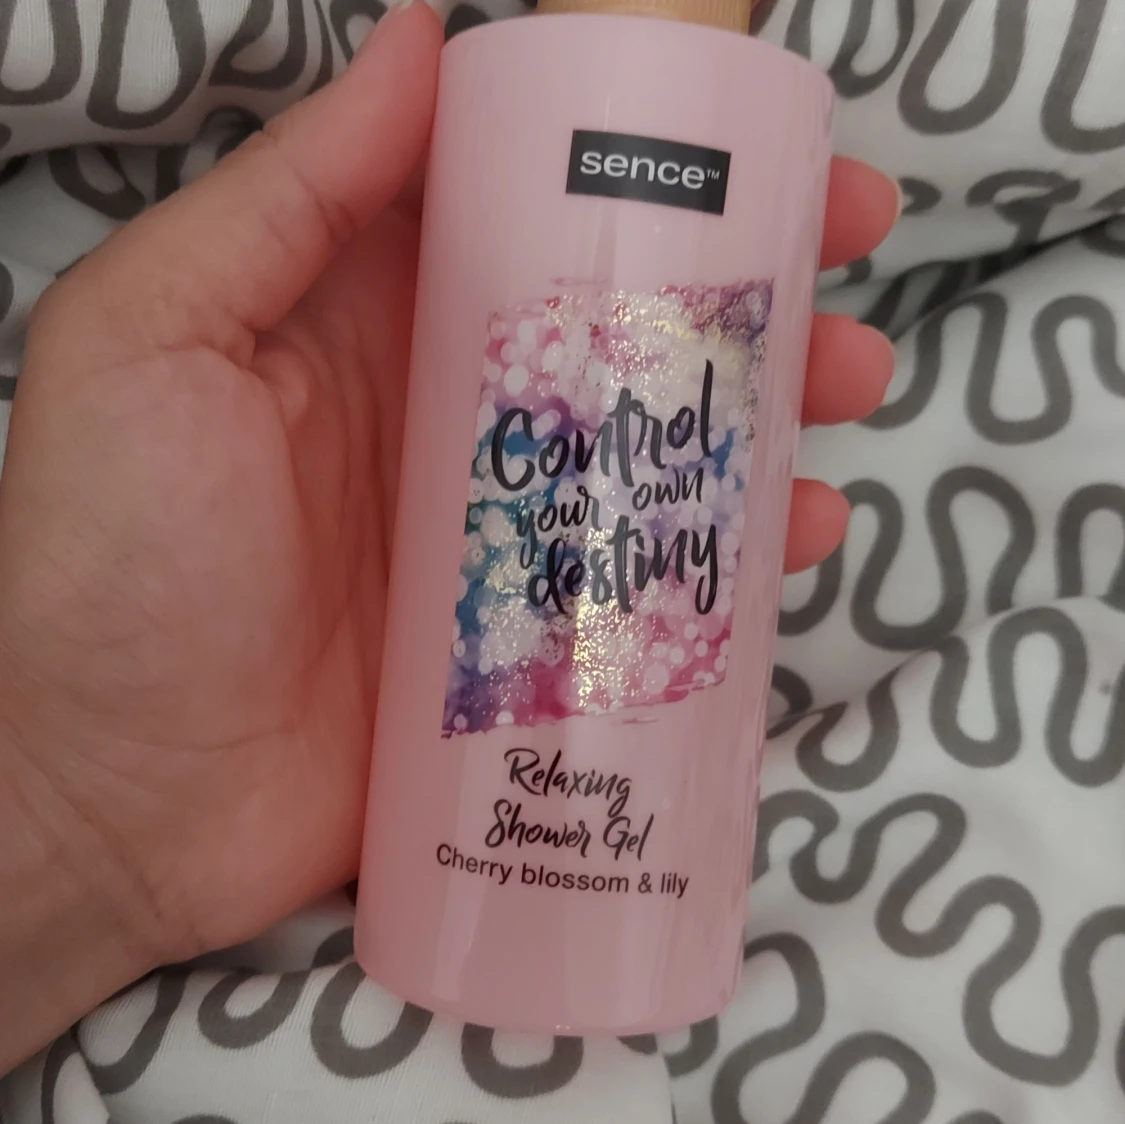 sence™
Control
your own
destiny
Relaxing
Shower Gel
Cherry blossom & lily